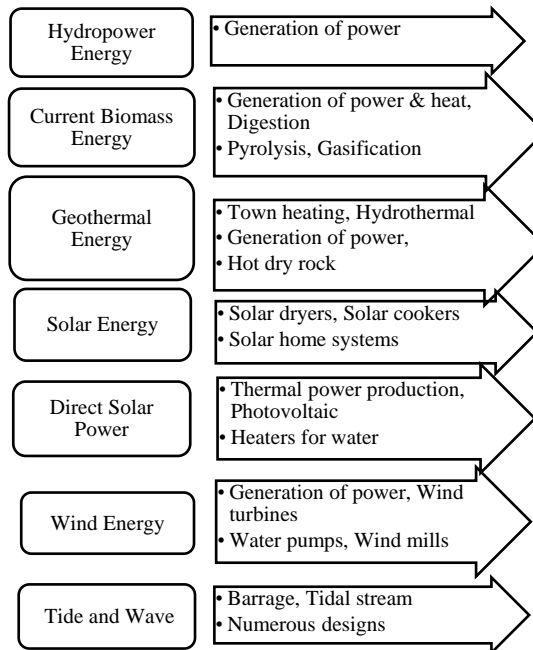 Hydropower
Energy
• Generation of power
Current Biomass
Energy
• Generation of power & heat,
Digestion
• Pyrolysis, Gasification
Geothermal
Energy
• Town heating, Hydrothermal
• Generation of power,
• Hot dry rock
Solar Energy
• Solar dryers, Solar cookers
• Solar home systems
Direct Solar
Power
• Thermal power production,
Photovoltaic
• Heaters for water
Wind Energy
• Generation of power, Wind
turbines
• Water pumps, Wind mills
Tide and Wave
• Barrage, Tidal stream
• Numerous designs